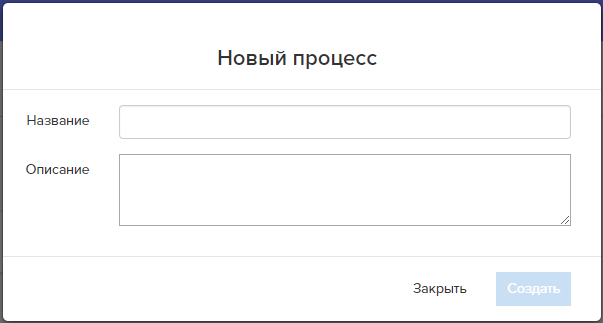 Новый процесс
Название
Описание
Закрыть Создать